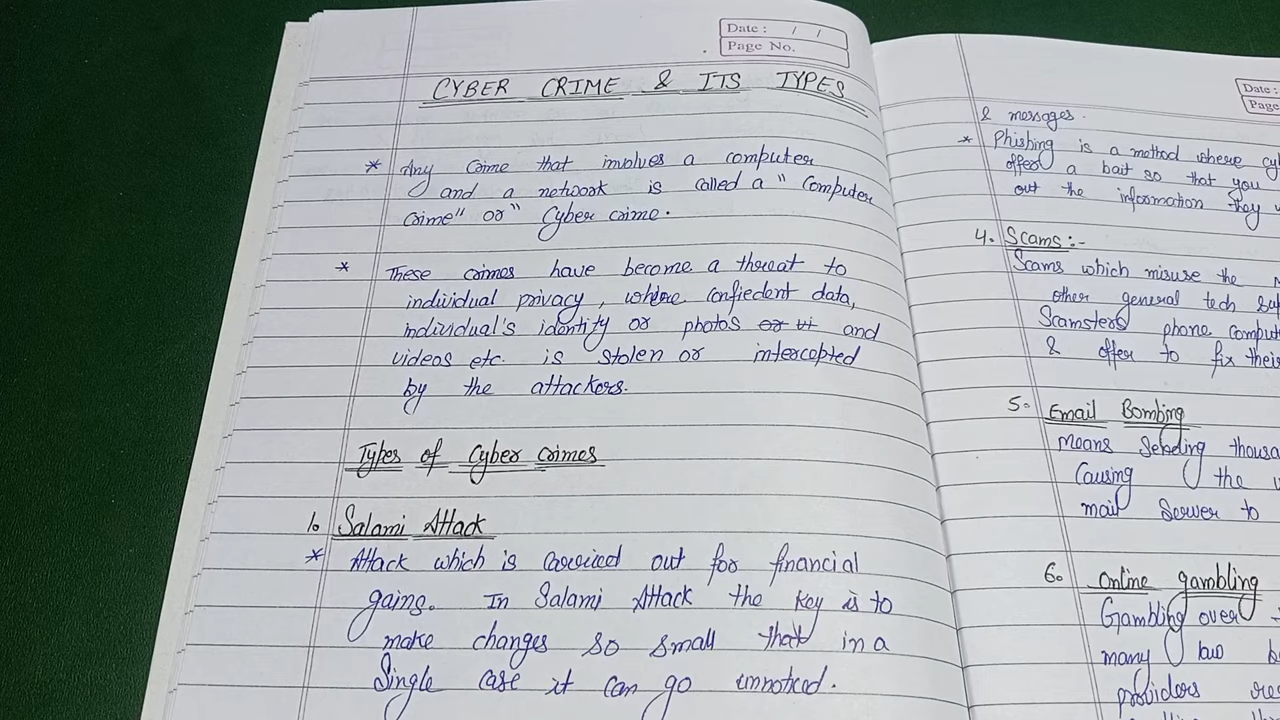 Date : / /
Page No.
CYBER CRIME & ITS TYPES
* Any crime that involves a computer
and a network is called a " Computer
crime" or " Cyber crime.
* These crimes have become a threat to
individual privacy, where confiedent data,
individual's identity or photos or vi and
videos etc. is stolen or intercepted
by the attackers.
Types of Cyber crimes
1. Salami Attack
* Attack which is carried out for financial
gains. In Salami Attack the key is to
make changes so small that in a
Single case it can go unnoticed.
Date :
Page
& messages.
* Phishing is a method where
offer a bait so that you
out the information they
4. Scams :-
Scams which misuse the
other general tech
Scamsters phone
& offer to fix their
5. Email Bombing
Means Sending
Causing the
mail Server to
6. Online gambling
Gambling over
many
providers